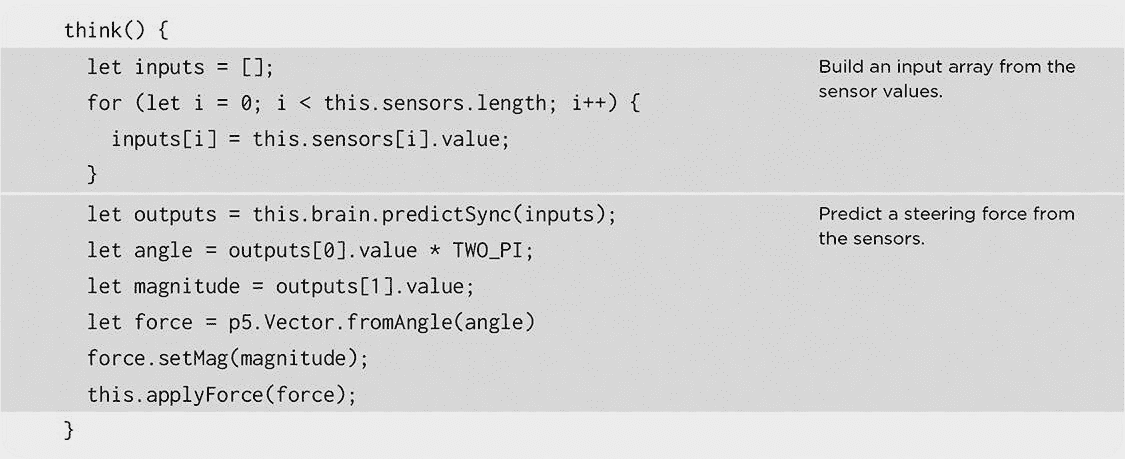 think() {
let inputs = [];
Build an input array from the
sensor values.
for (let i = 0; i < this.sensors.length; i++) {
inputs[i] = this.sensors[i].value;
}
let outputs = this.brain.predictSync(inputs);
Predict a steering force from
the sensors.
let angle = outputs[0].value * TWO_PI;
let magnitude = outputs[1].value;
let force = p5.Vector.fromAngle(angle)
force.setMag(magnitude);
this.applyForce(force);
}